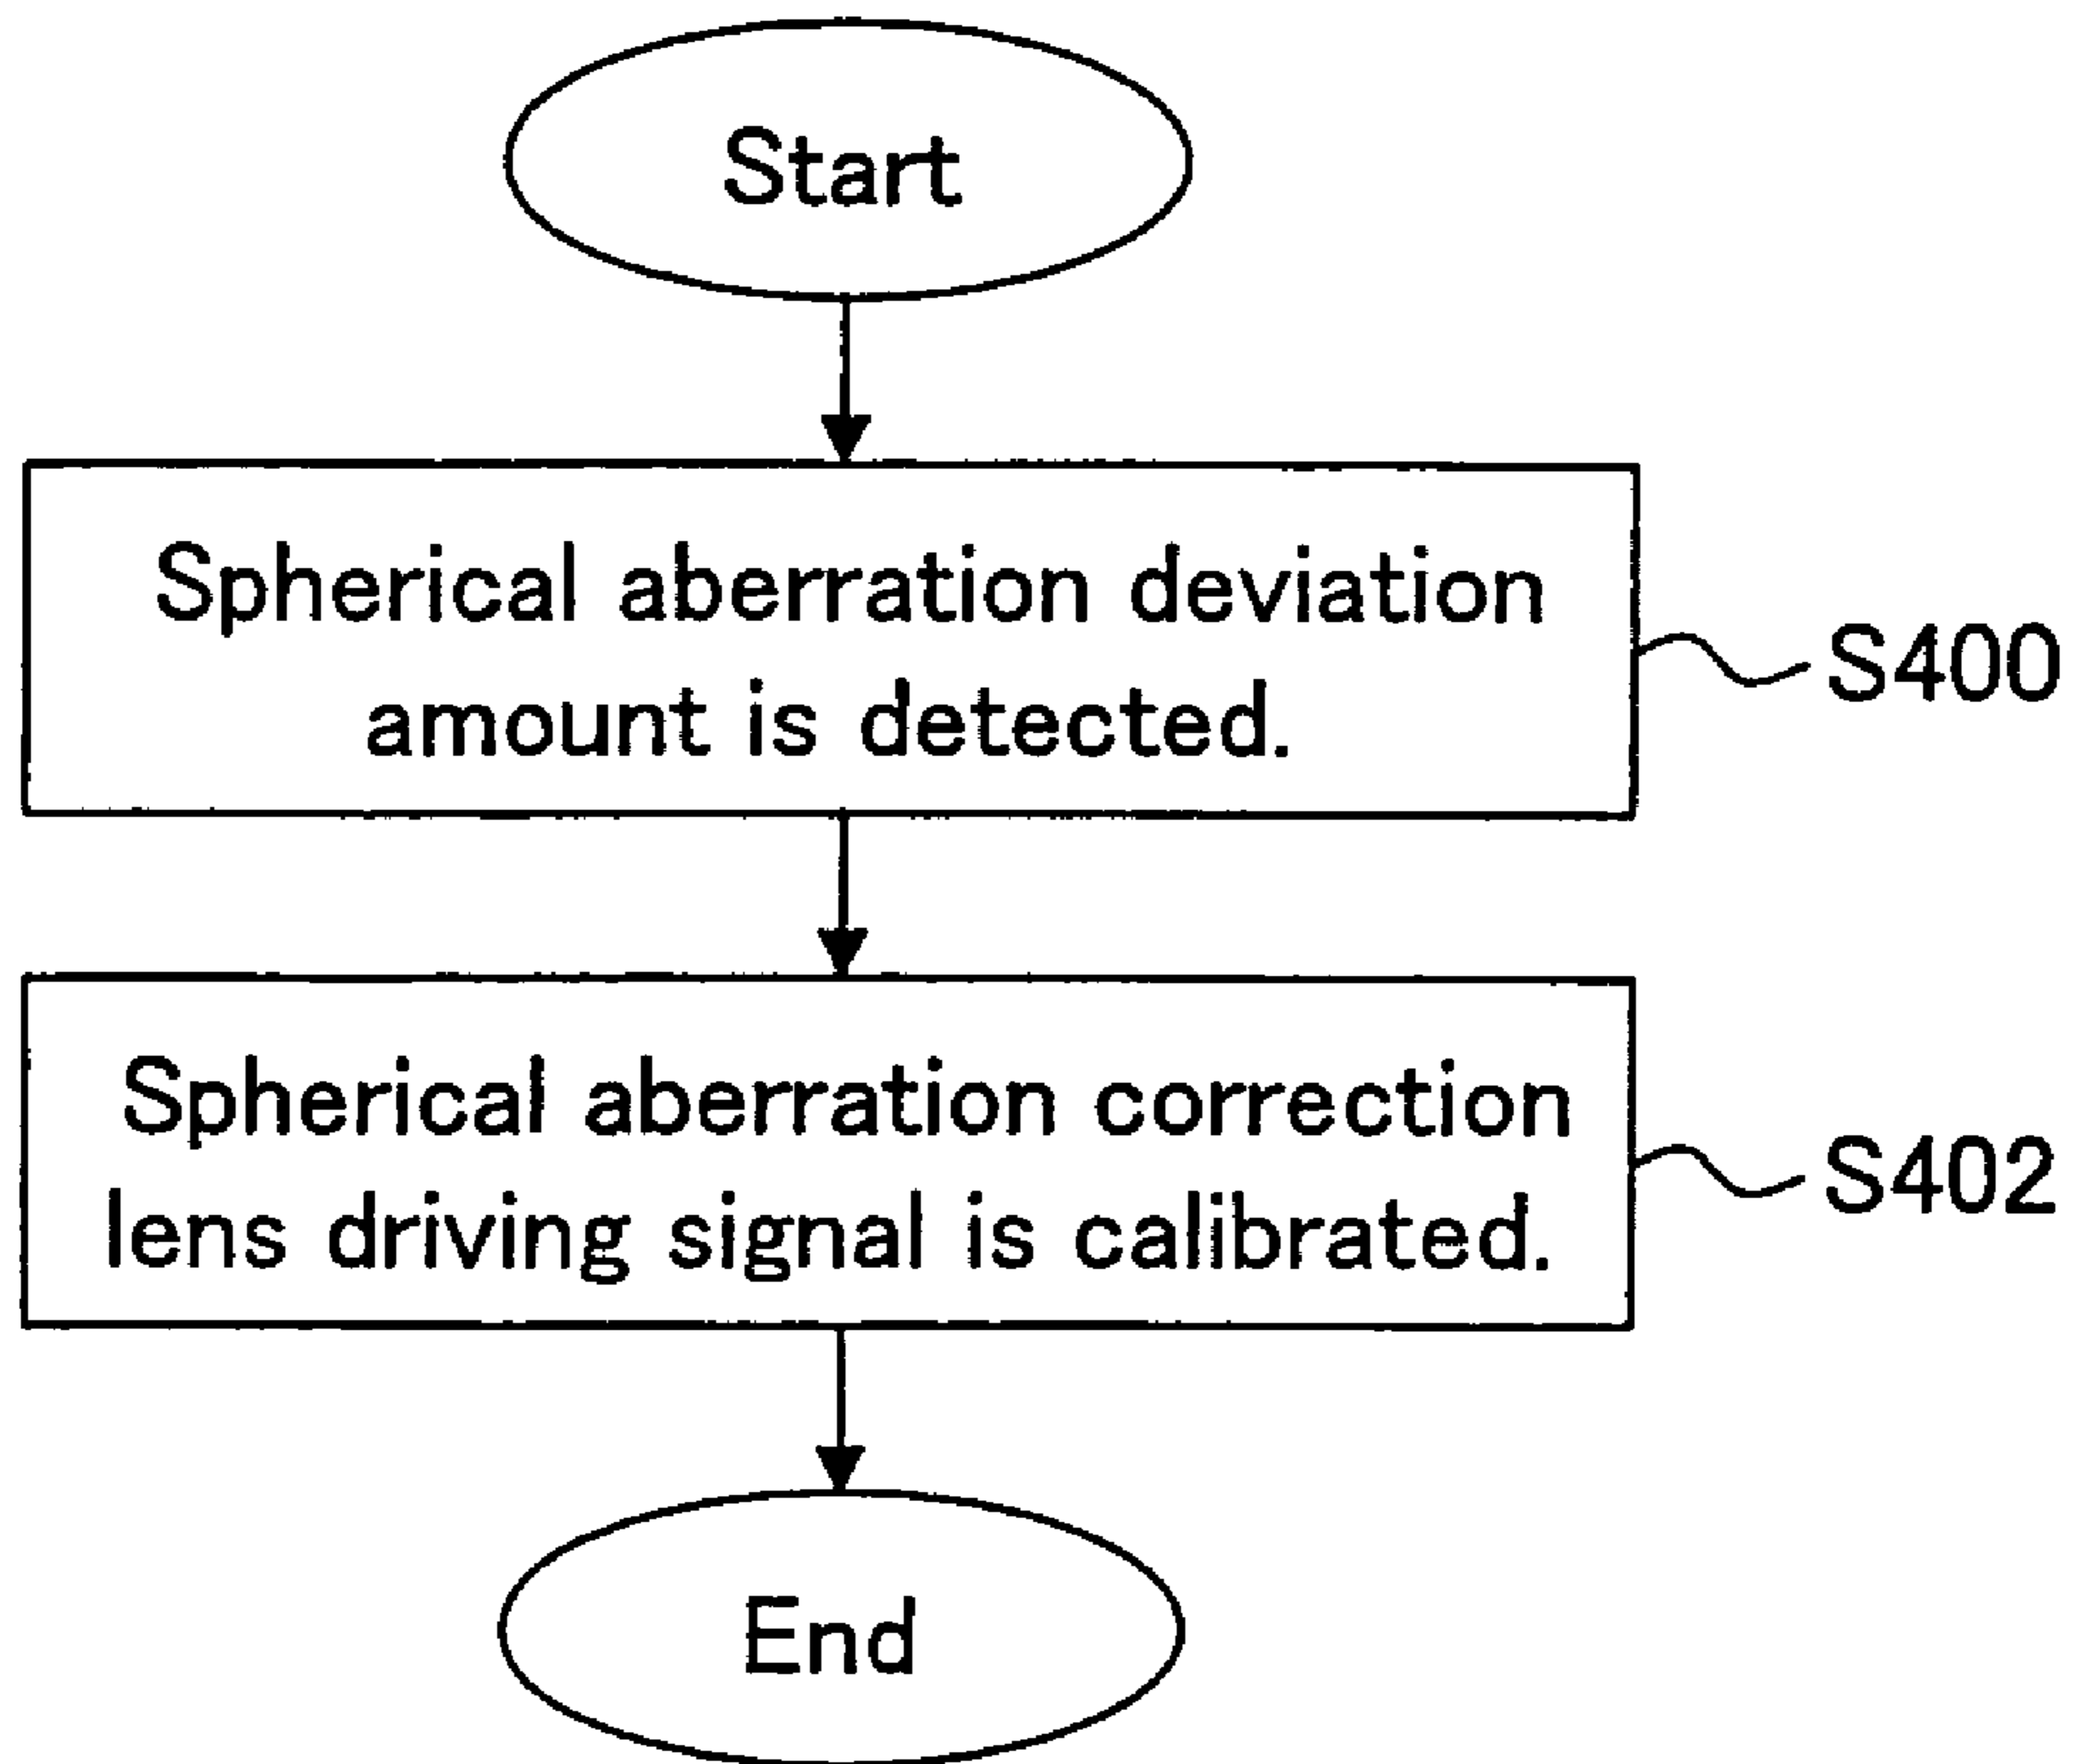 Start
Spherical aberration deviation
amount is detected.
S400
Spherical aberration correction
lens driving signal is calibrated.
S402
End